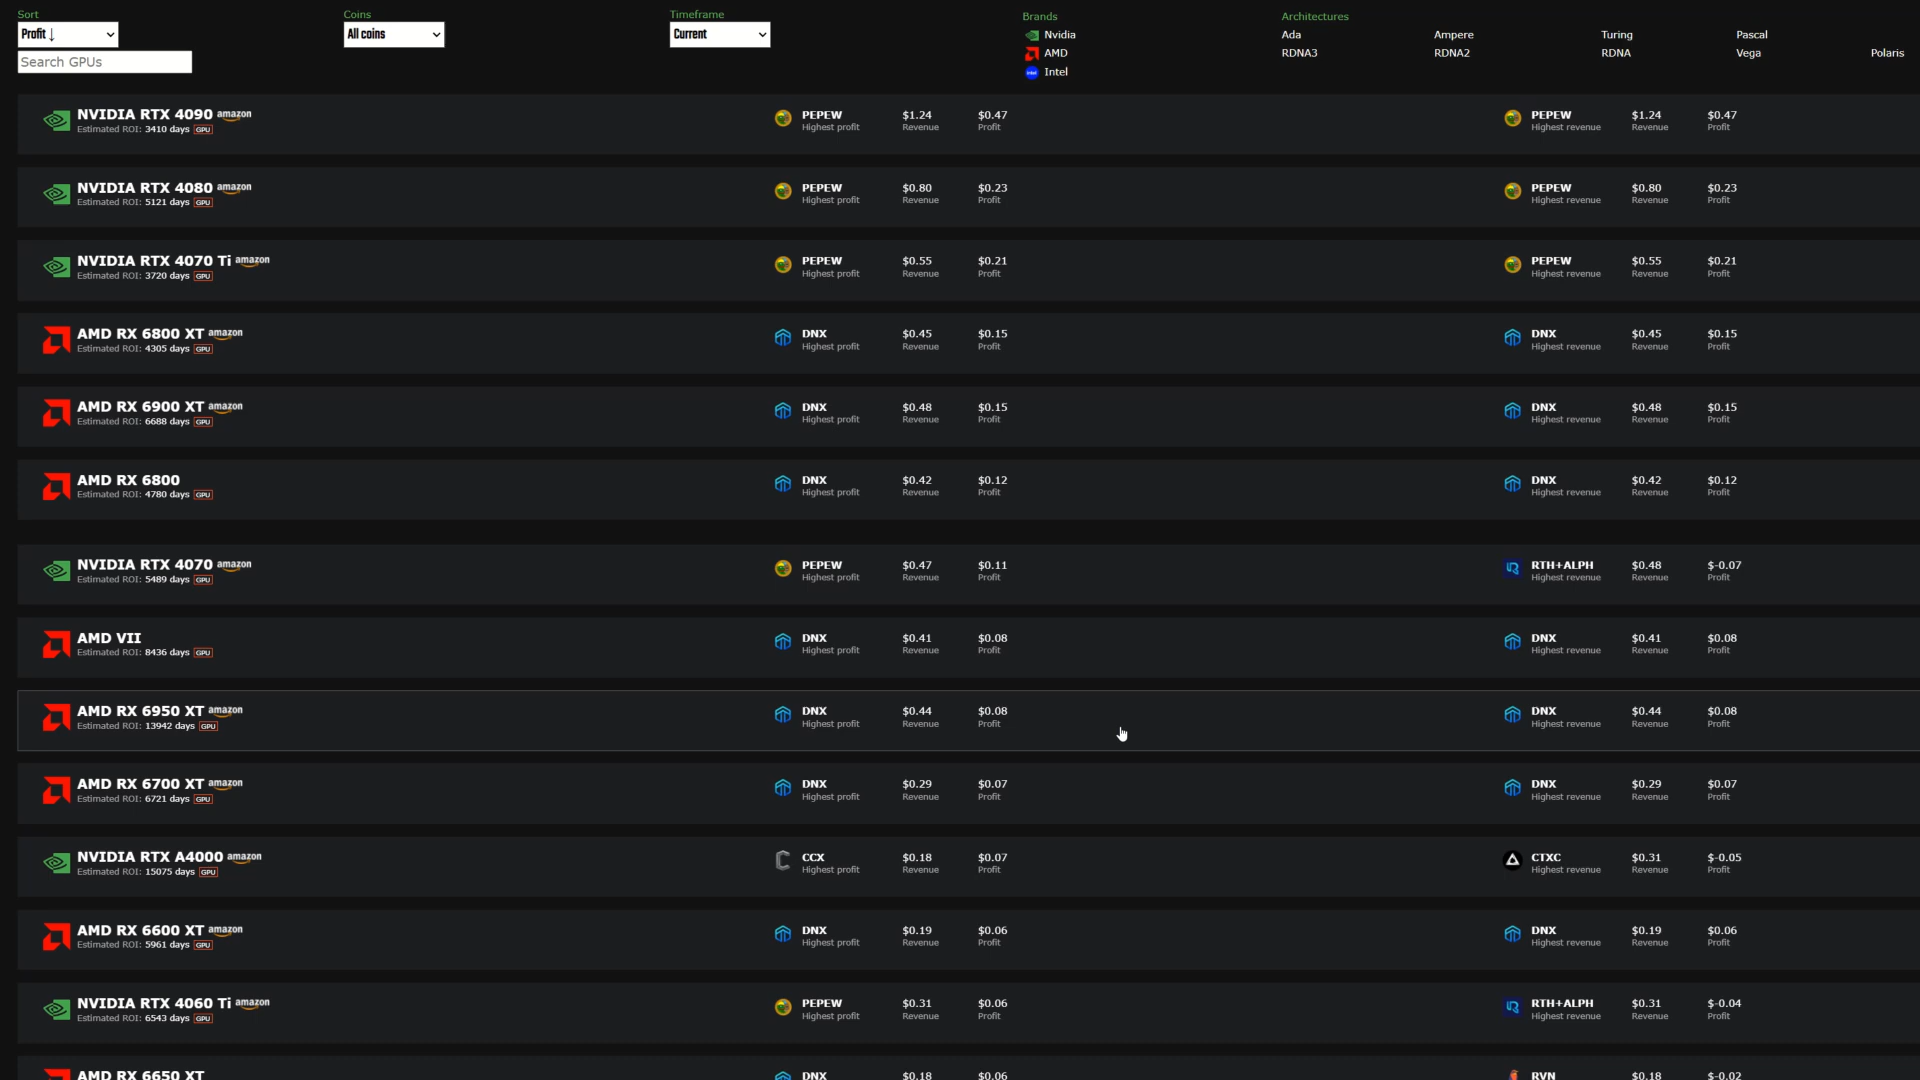 Sort
Profit ↓
Search GPUs
Coins
All coins
Timeframe
Current
Brands
Nvidia
AMD
Intel
Architectures
Ada Ampere Turing Pascal
RDNA3 RDNA2 RDNA Vega Polaris
NVIDIA RTX 4090 amazon PEPEW $1.24 $0.47 PEPEW $1.24 $0.47
Estimated ROI: 3410 days GPU Highest profit Revenue Profit Highest revenue Revenue Profit
NVIDIA RTX 4080 amazon PEPEW $0.80 $0.23 PEPEW $0.80 $0.23
Estimated ROI: 5121 days GPU Highest profit Revenue Profit Highest revenue Revenue Profit
NVIDIA RTX 4070 Ti amazon PEPEW $0.55 $0.21 PEPEW $0.55 $0.21
Estimated ROI: 3720 days GPU Highest profit Revenue Profit Highest revenue Revenue Profit
AMD RX 6800 XT amazon DNX $0.45 $0.15 DNX $0.45 $0.15
Estimated ROI: 4305 days GPU Highest profit Revenue Profit Highest revenue Revenue Profit
AMD RX 6900 XT amazon DNX $0.48 $0.15 DNX $0.48 $0.15
Estimated ROI: 6688 days GPU Highest profit Revenue Profit Highest revenue Revenue Profit
AMD RX 6800 DNX $0.42 $0.12 DNX $0.42 $0.12
Estimated ROI: 4780 days GPU Highest profit Revenue Profit Highest revenue Revenue Profit
NVIDIA RTX 4070 amazon PEPEW $0.47 $0.11 RTH+ALPH $0.48 $-0.07
Estimated ROI: 5489 days GPU Highest profit Revenue Profit Highest revenue Revenue Profit
AMD VII DNX $0.41 $0.08 DNX $0.41 $0.08
Estimated ROI: 8436 days GPU Highest profit Revenue Profit Highest revenue Revenue Profit
AMD RX 6950 XT amazon DNX $0.44 $0.08 DNX $0.44 $0.08
Estimated ROI: 13942 days GPU Highest profit Revenue Profit Highest revenue Revenue Profit
AMD RX 6700 XT amazon DNX $0.29 $0.07 DNX $0.29 $0.07
Estimated ROI: 6721 days GPU Highest profit Revenue Profit Highest revenue Revenue Profit
NVIDIA RTX A4000 amazon CCX $0.18 $0.07 CTXC $0.31 $-0.05
Estimated ROI: 15075 days GPU Highest profit Revenue Profit Highest revenue Revenue Profit
AMD RX 6600 XT amazon DNX $0.19 $0.06 DNX $0.19 $0.06
Estimated ROI: 5961 days GPU Highest profit Revenue Profit Highest revenue Revenue Profit
NVIDIA RTX 4060 Ti amazon PEPEW $0.31 $0.06 RTH+ALPH $0.31 $-0.04
Estimated ROI: 6543 days GPU Highest profit Revenue Profit Highest revenue Revenue Profit
AMD RX 6650 XT DNX $0.18 $0.06 RVN $0.18 $-0.02